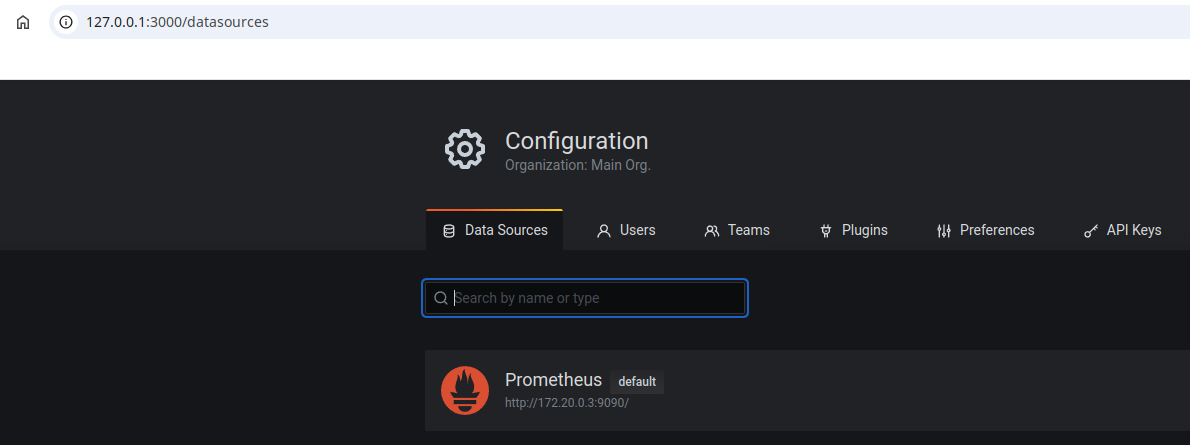 127.0.0.1:3000/datasources
Configuration
Organization: Main Org.
Data Sources Users Teams Plugins Preferences API Keys
Search by name or type
Prometheus default
http://172.20.0.3:9090/